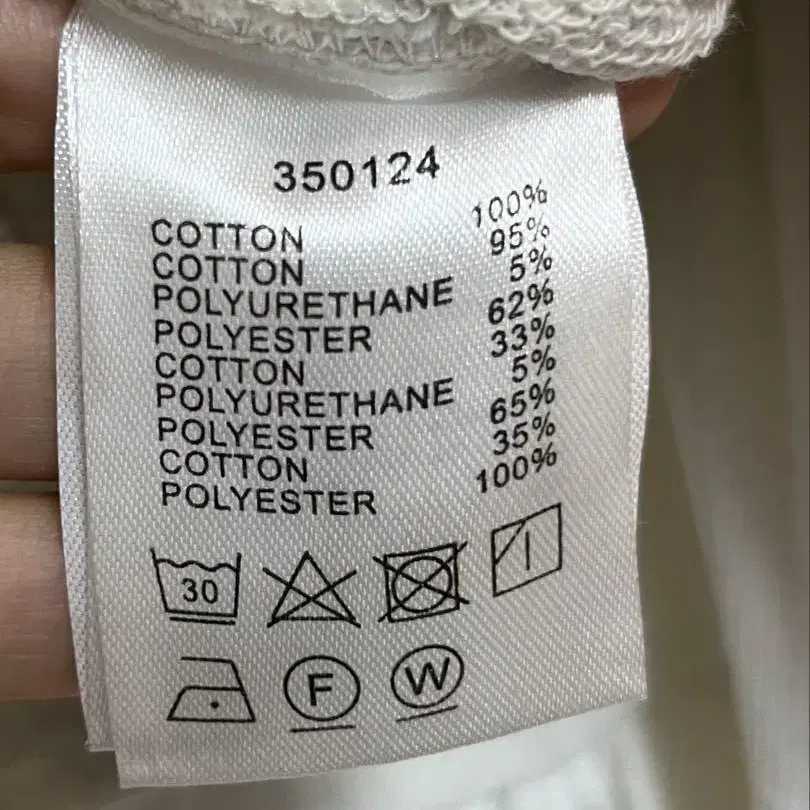 350124
COTTON 100%
COTTON 95%
POLYURETHANE 5%
POLYESTER 62%
COTTON 33%
POLYURETHANE 5%
POLYESTER 65%
COTTON 35%
POLYESTER 100%
30
F W